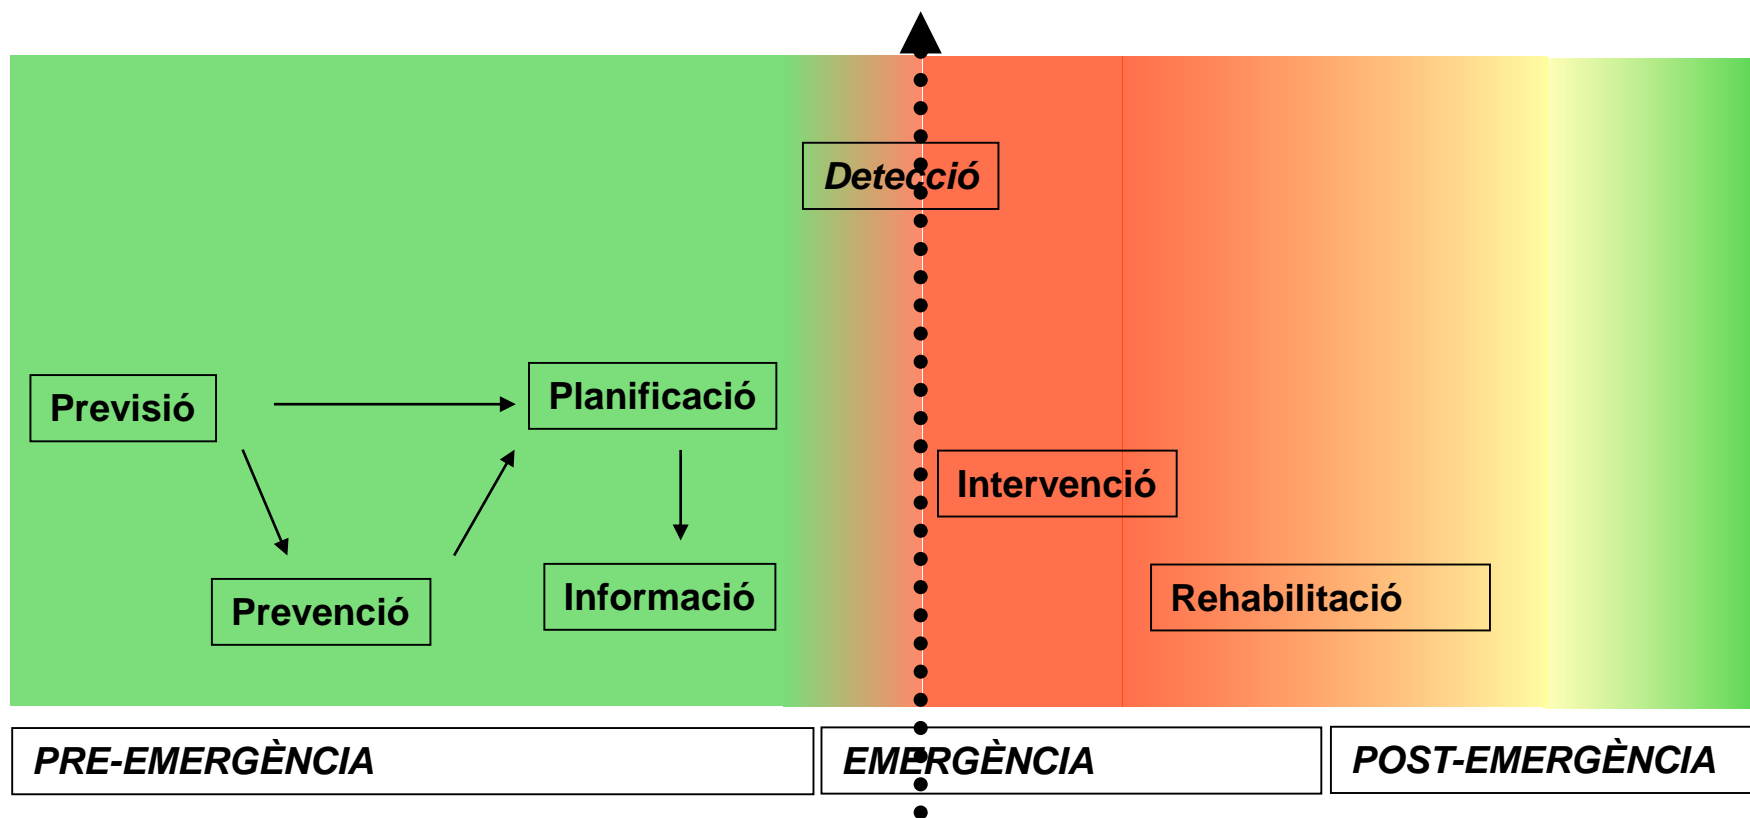 Detecció
Previsió
Planificació
Intervenció
Prevenció
Informació
Rehabilitació
PRE-EMERGÈNCIA
EMERGÈNCIA
POST-EMERGÈNCIA